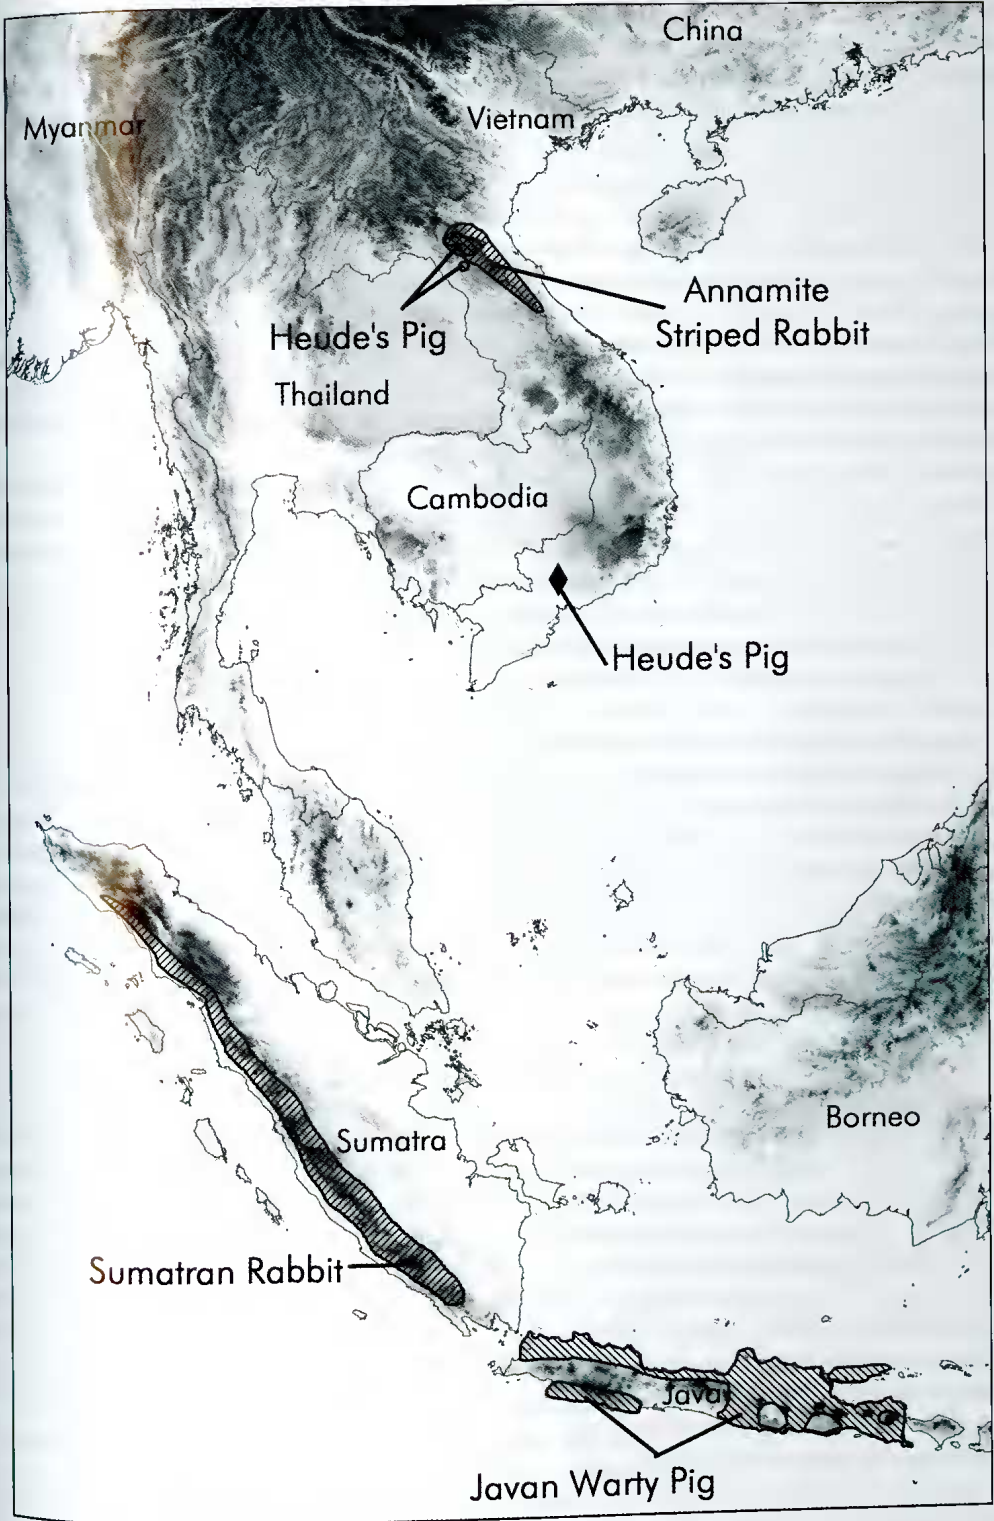 China
Myanmar
Vietnam
Annamite
Striped Rabbit
Heude's Pig
Thailand
Cambodia
Heude's Pig
Borneo
Sumatra
Sumatran Rabbit
Java
Javan Warty Pig